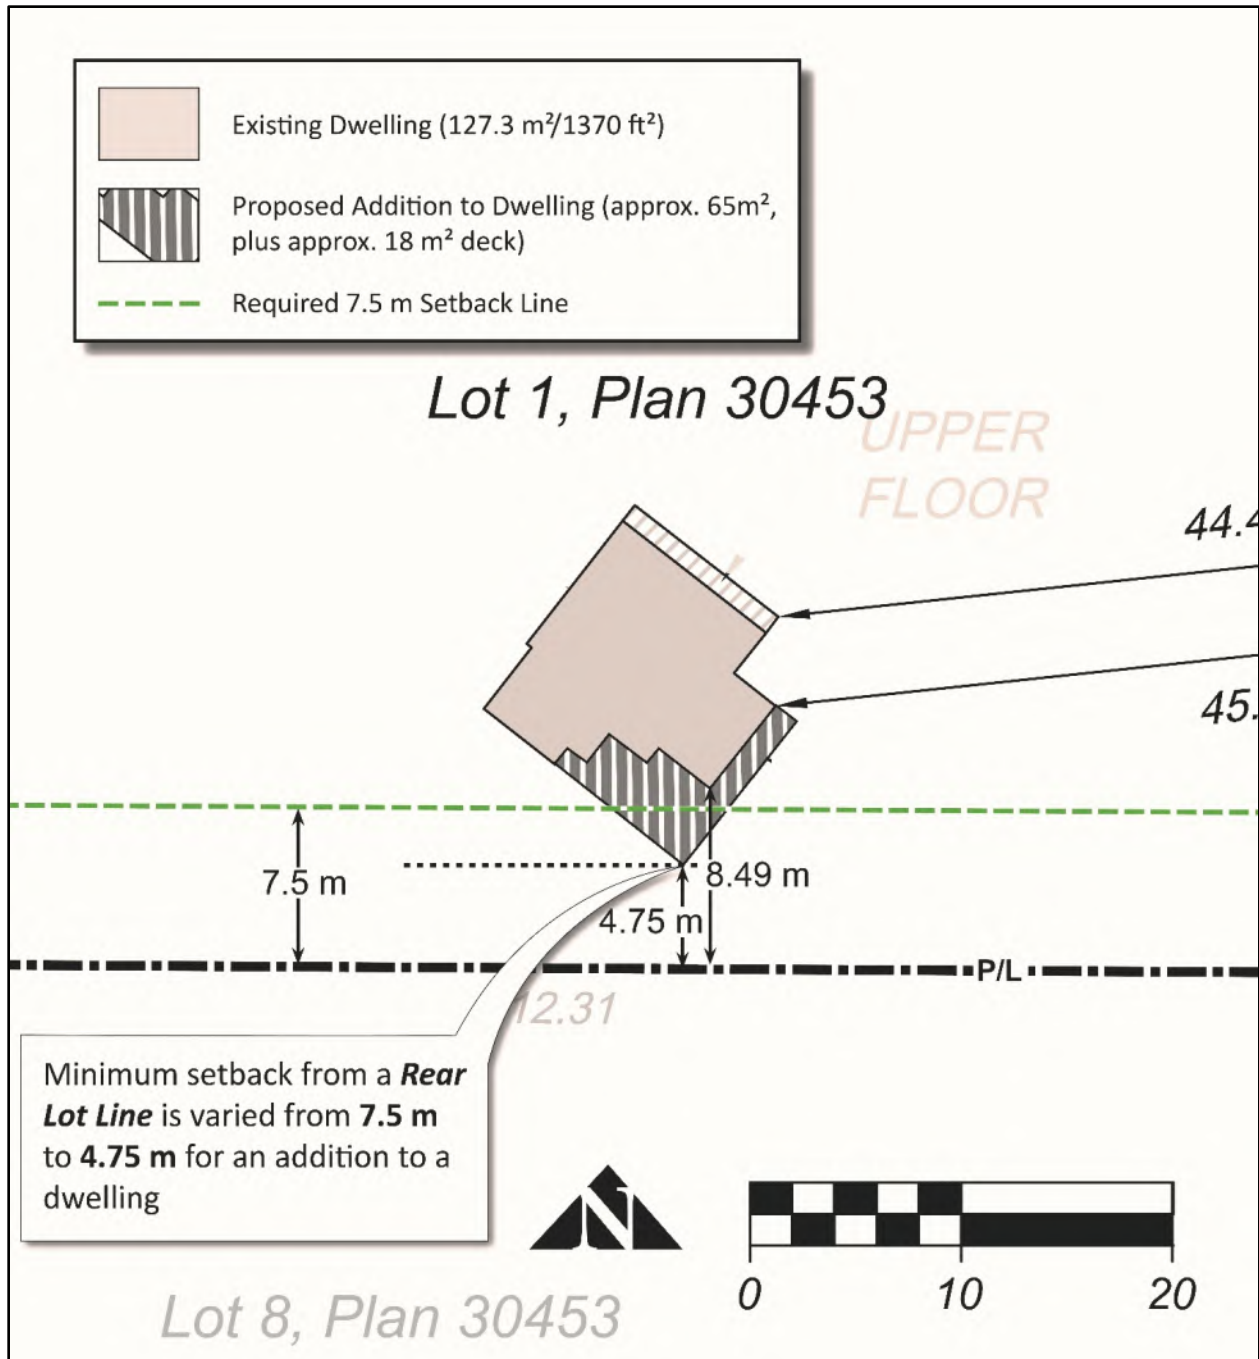 Existing Dwelling (127.3 m²/1370 ft²)
Proposed Addition to Dwelling (approx. 65m²,
plus approx. 18 m² deck)
Required 7.5 m Setback Line
Lot 1, Plan 30453
UPPER
FLOOR
44.4
45.
7.5 m
8.49 m
4.75 m
P/L
12.31
Minimum setback from a Rear
Lot Line is varied from 7.5 m
to 4.75 m for an addition to a
dwelling
N
0 10 20
Lot 8, Plan 30453